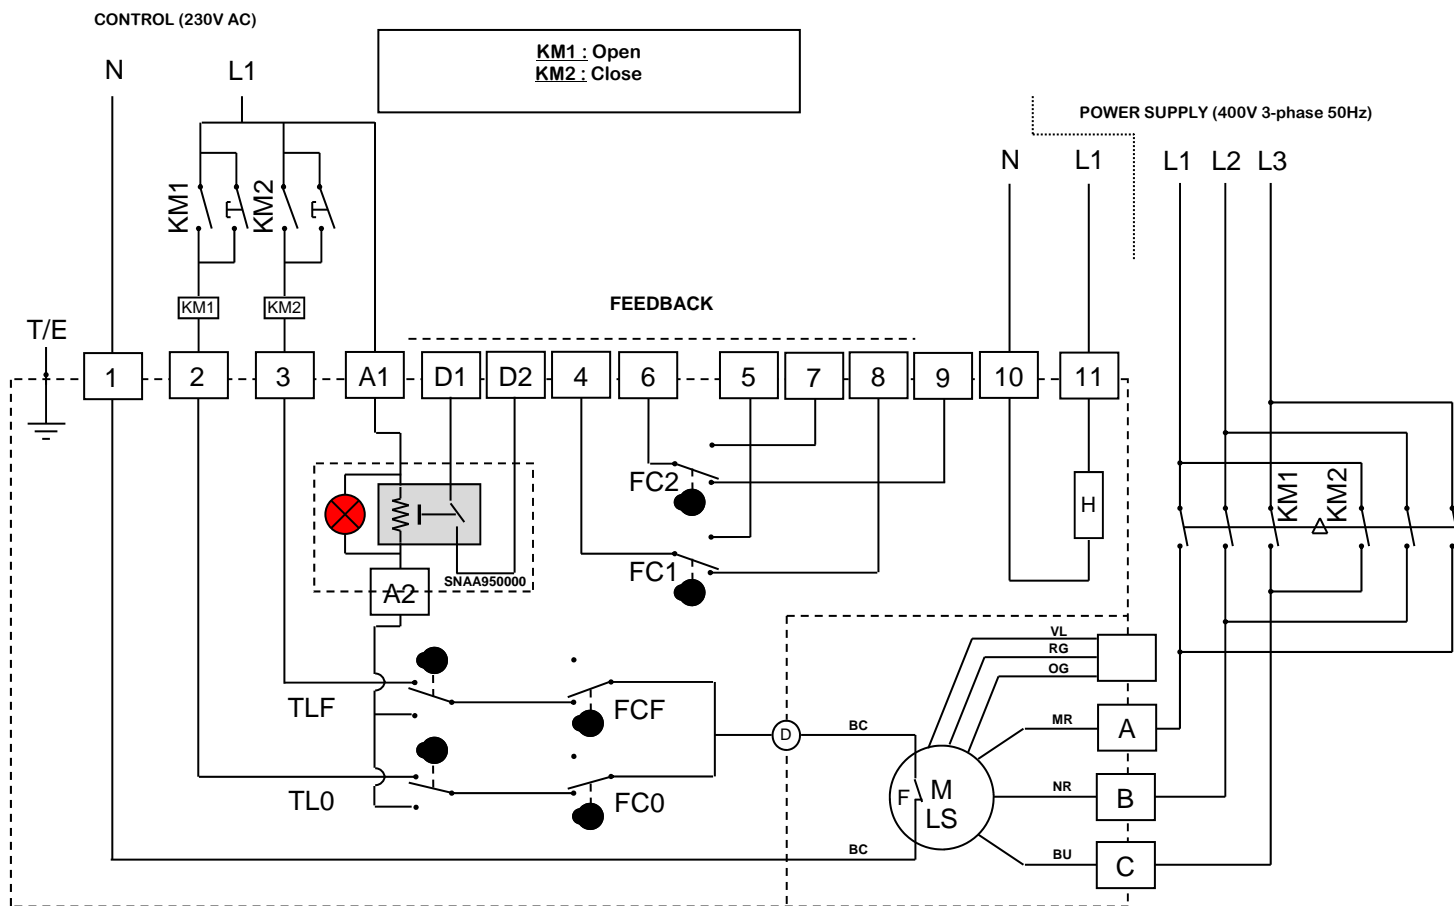 CONTROL (230V AC)
KM1 : Open
KM2 : Close
N
L1
POWER SUPPLY (400V 3-phase 50Hz)
N
L1
L1
L2
L3
KM1
KM2
KM1
KM2
FEEDBACK
T/E
1
2
3
A1
D1
D2
4
6
5
7
8
9
10
11
FC2
H
KM1
KM2
FC1
SNAA950000
A2
VL
RG
OG
TLF
FCF
MR
A
D
BC
TL0
FC0
F
M
LS
NR
B
BC
BU
C